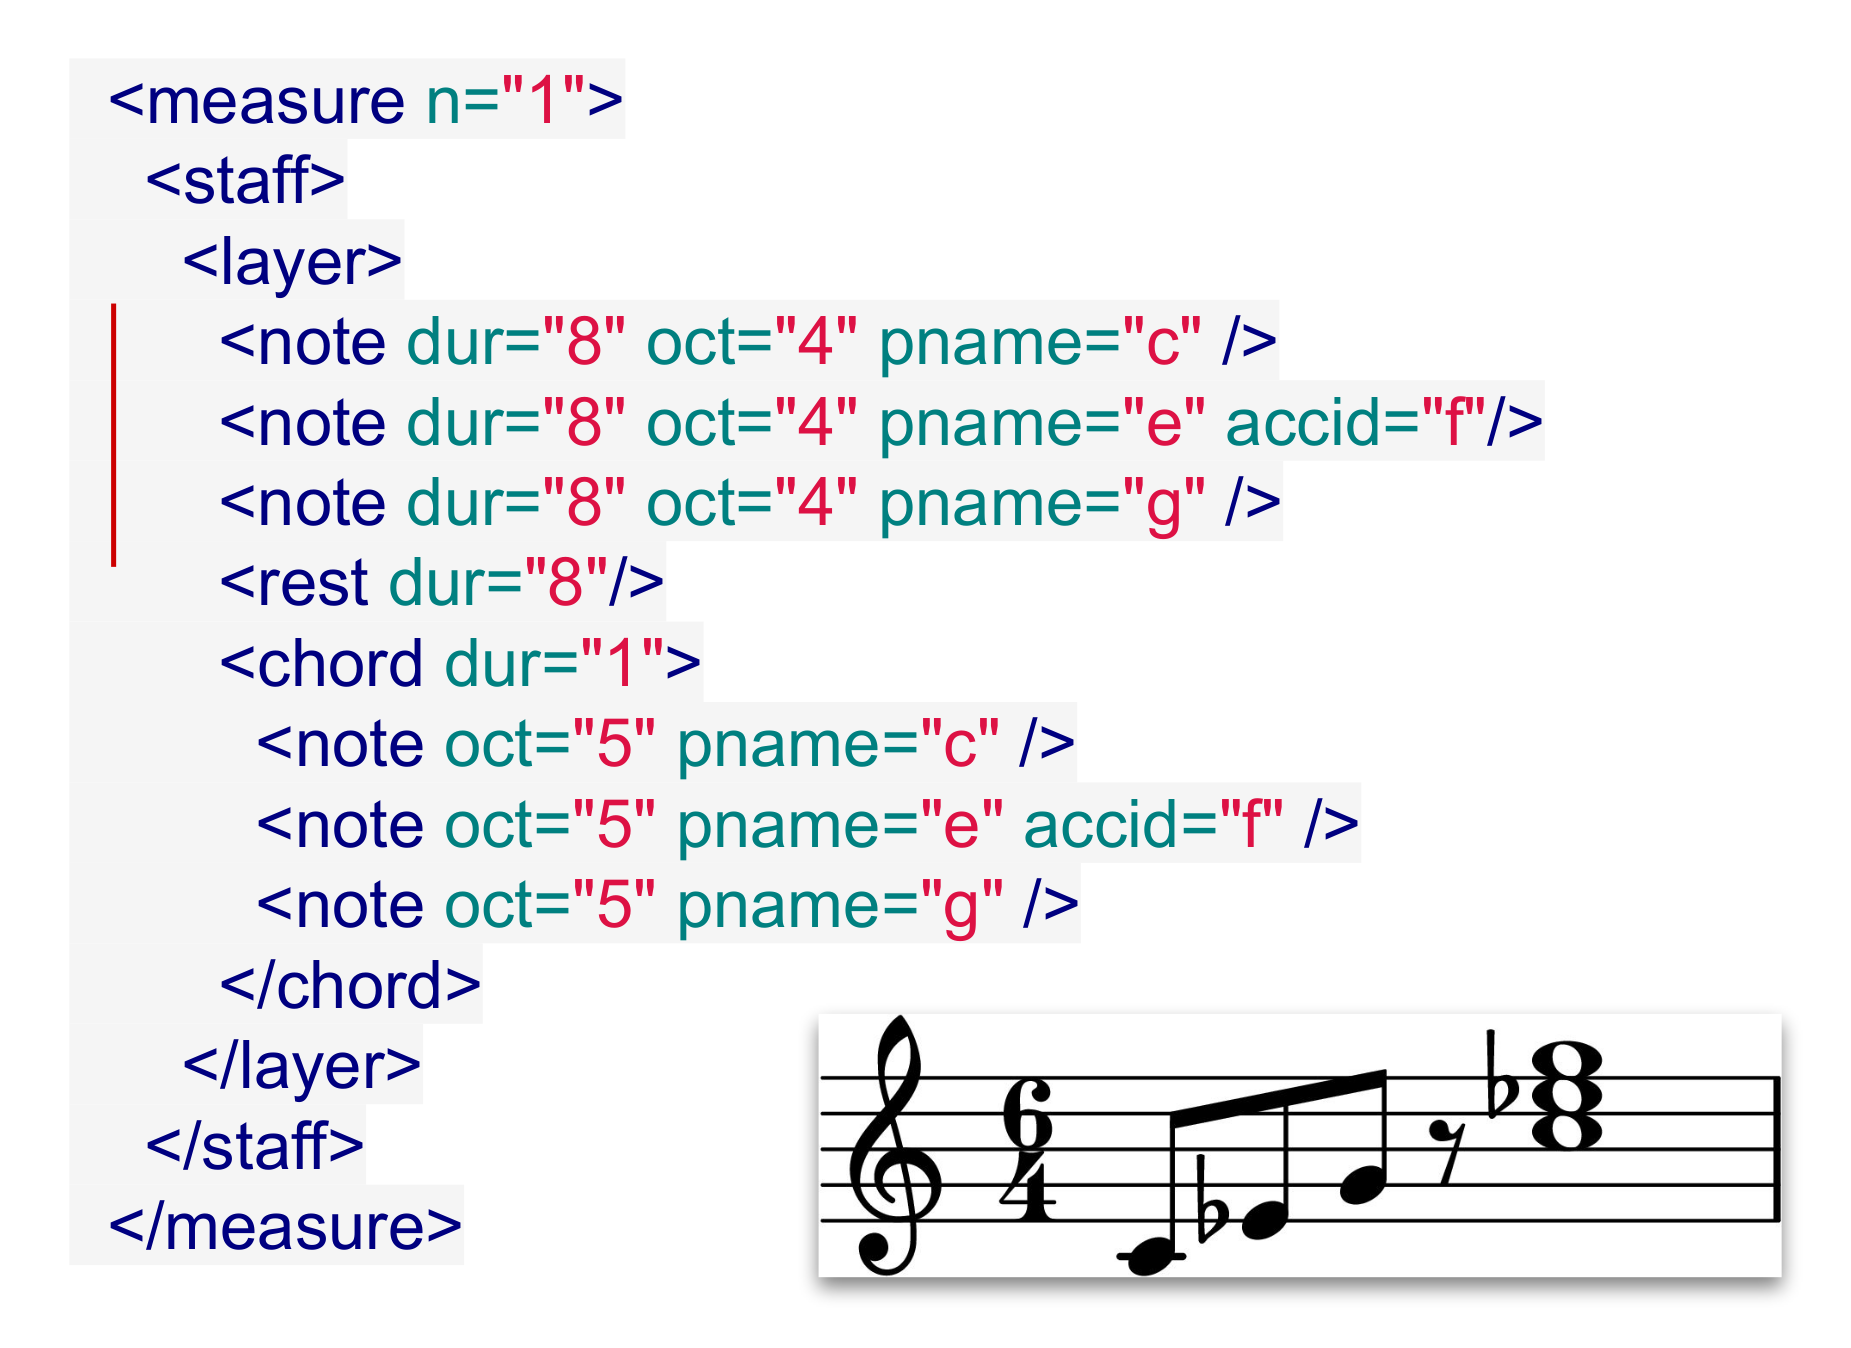 <measure n="1">
<staff>
<layer>
<note dur="8" oct="4" pname="c" />
<note dur="8" oct="4" pname="e" accid="f"/>
<note dur="8" oct="4" pname="g" />
<rest dur="8"/>
<chord dur="1">
<note oct="5" pname="c" />
<note oct="5" pname="e" accid="f" />
<note oct="5" pname="g" />
</chord>
</layer>
</staff>
</measure>
6
4